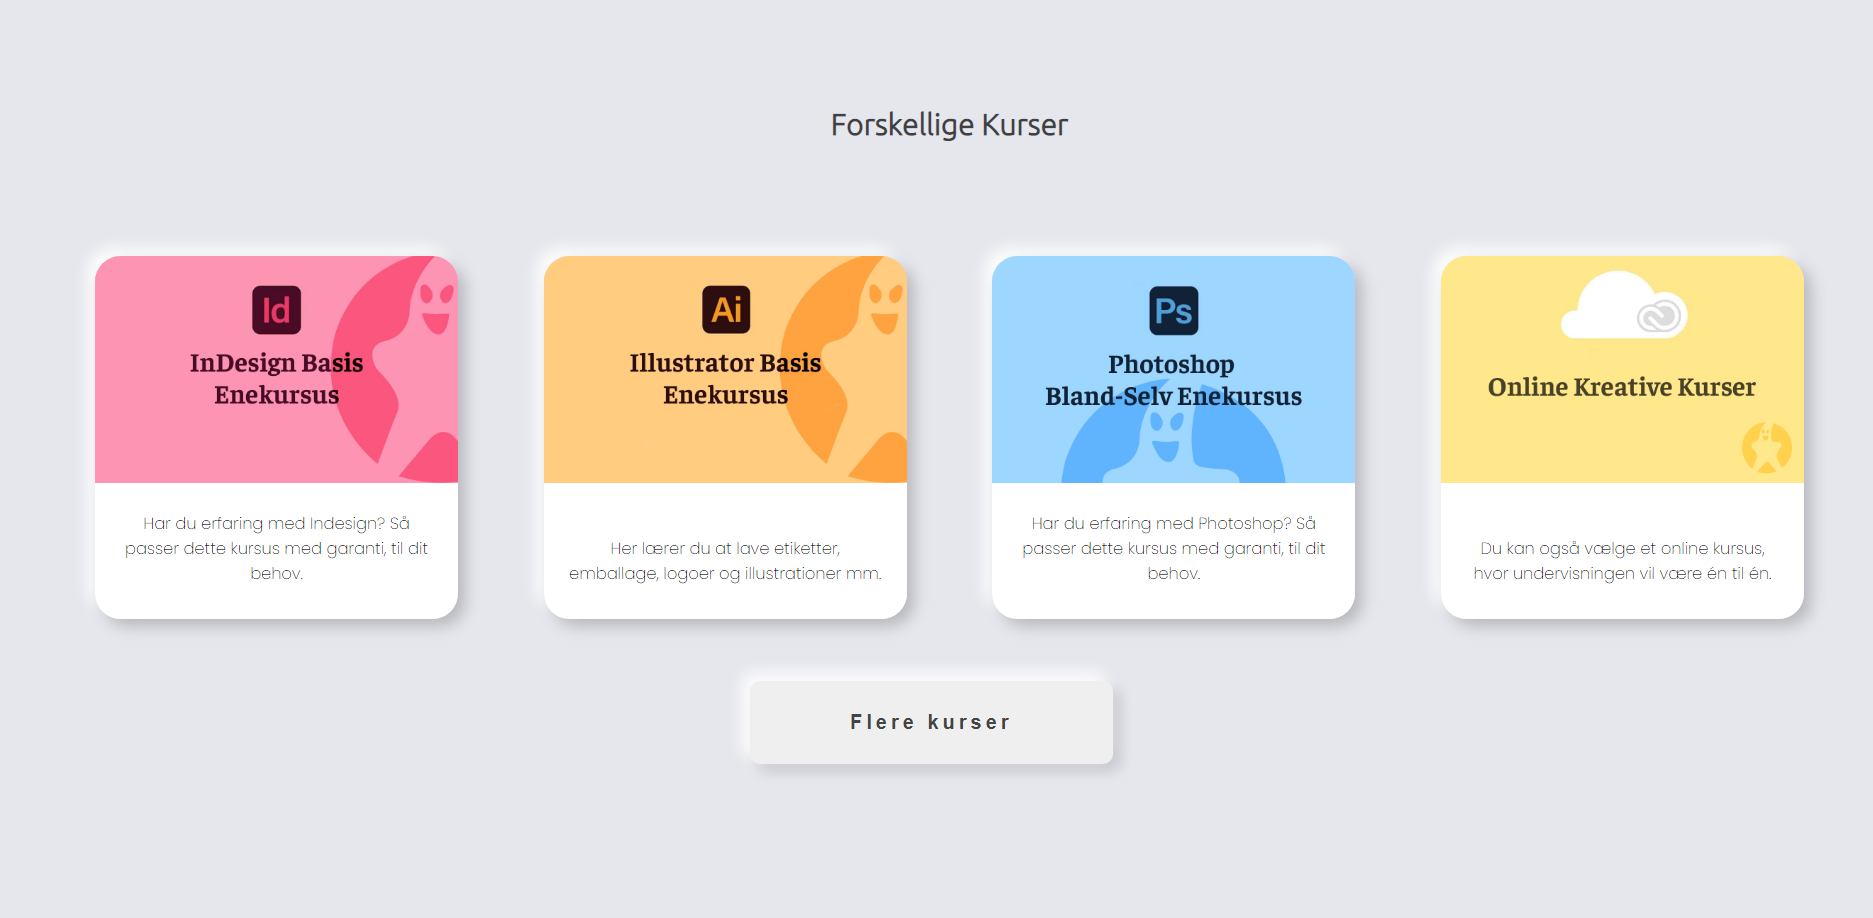 Forskellige Kurser
Id
InDesign Basis
Enekursus
Har du erfaring med Indesign? Så
passer dette kursus med garanti, til dit
behov.
Ai
Illustrator Basis
Enekursus
Her lærer du at lave etiketter,
emballage, logoer og illustrationer mm.
Ps
Photoshop
Bland-Selv Enekursus
Har du erfaring med Photoshop? Så
passer dette kursus med garanti, til dit
behov.
Online Kreative Kurser
Du kan også vælge et online kursus,
hvor undervisningen vil være én til én.
Flere kurser